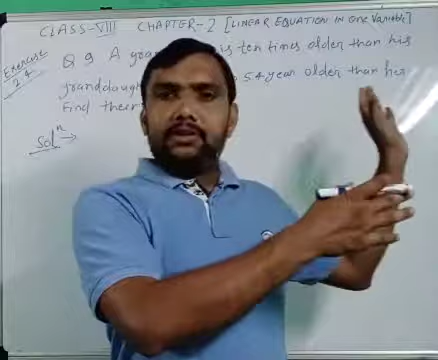 CLASS-VIII CHAPTER-2 [LINEAR EQUATION IN ONE VARIABLE]
Exercise
2.4
Q 9 A is ten times older than his
54 year older than her
Find their
Solⁿ →